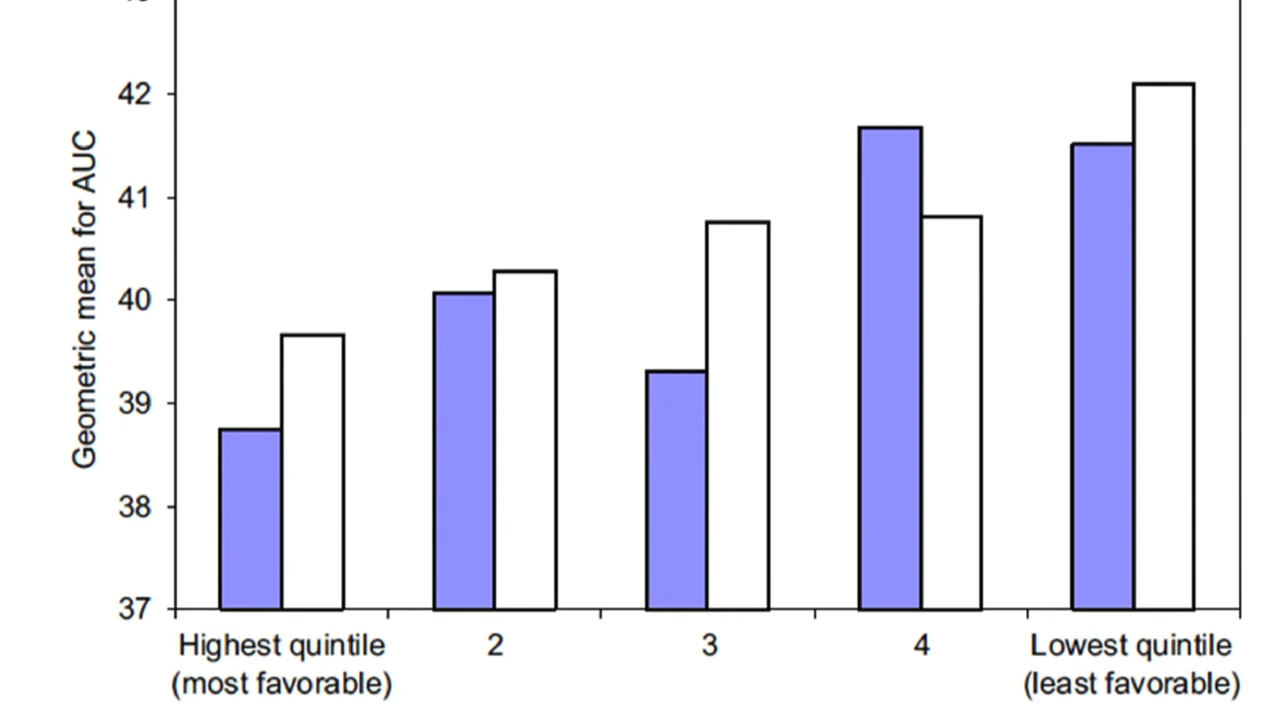 Geometric mean for AUC
42
41
40
39
38
37
Highest quintile
(most favorable)
2
3
4
Lowest quintile
(least favorable)